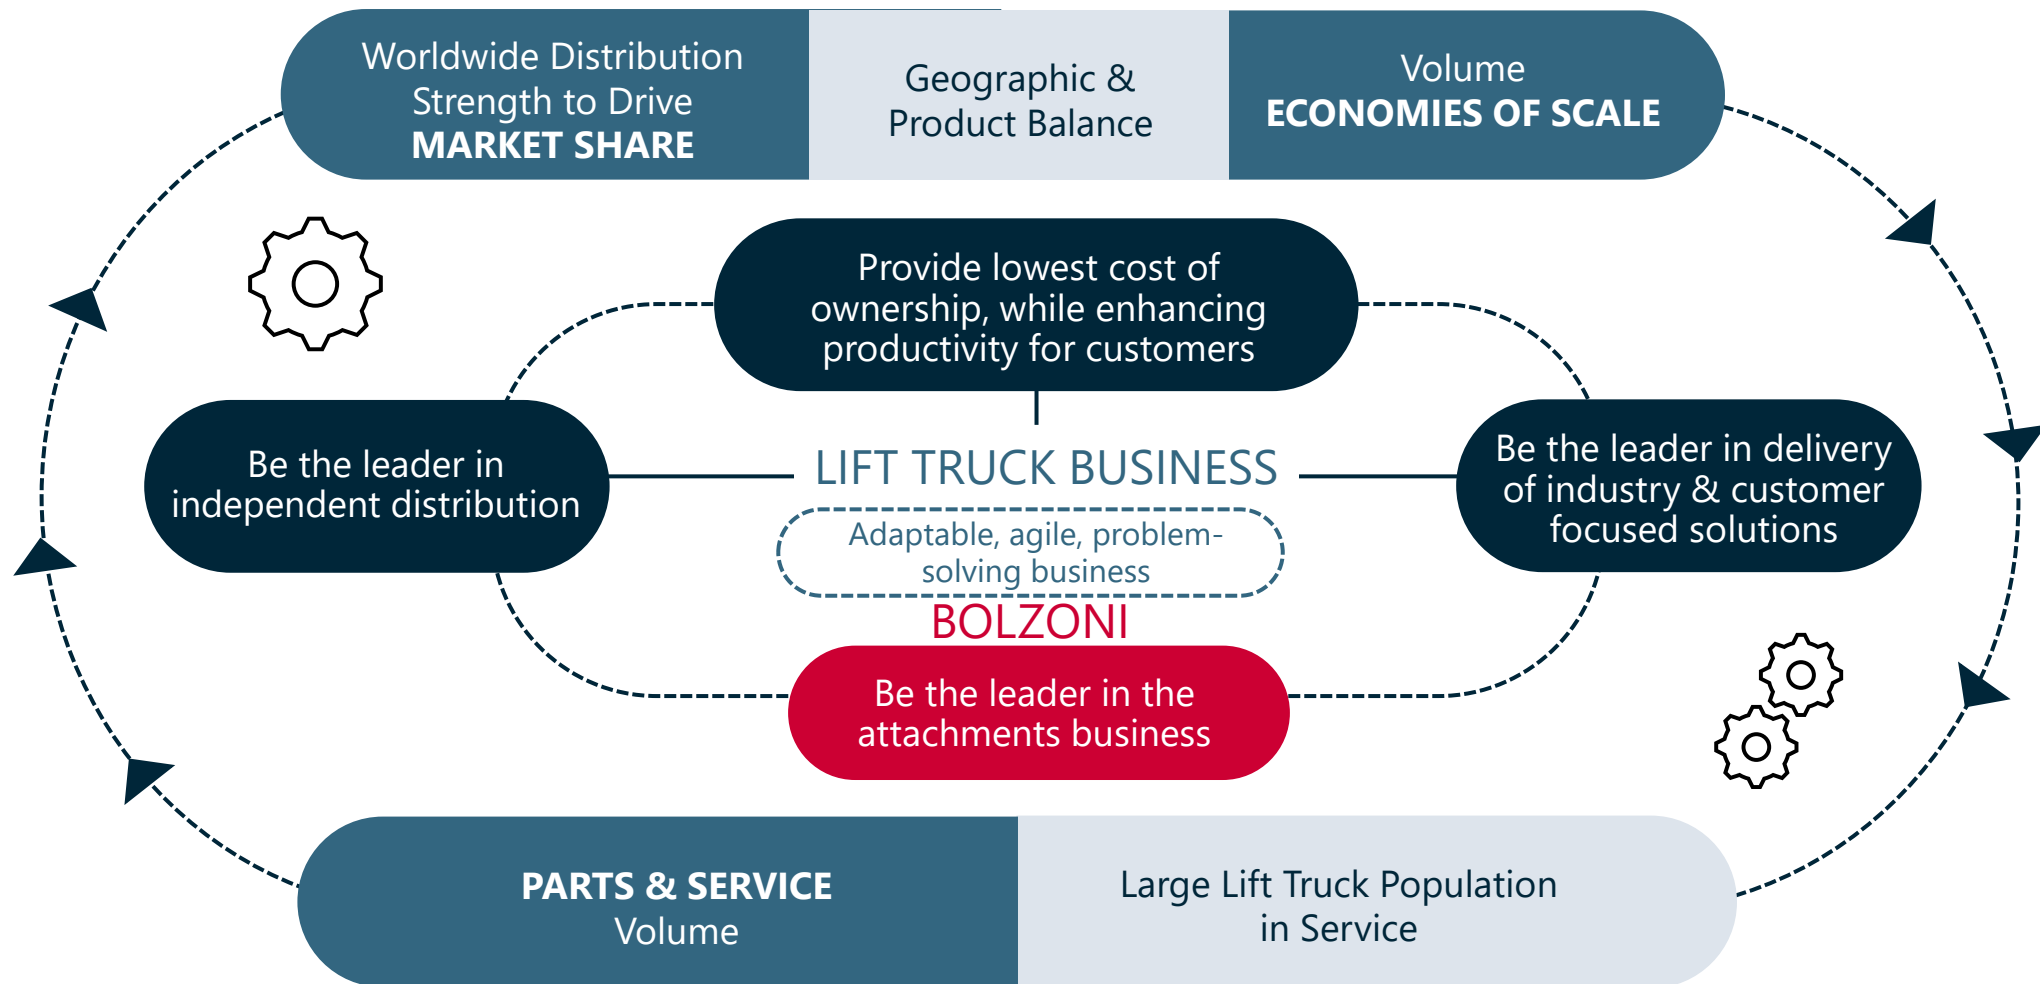 Worldwide Distribution
Strength to Drive
MARKET SHARE
Geographic &
Product Balance
Volume
ECONOMIES OF SCALE
Provide lowest cost of
ownership, while enhancing
productivity for customers
Be the leader in
independent distribution
LIFT TRUCK BUSINESS
Adaptable, agile, problem-
solving business
Be the leader in delivery
of industry & customer
focused solutions
BOLZONI
Be the leader in the
attachments business
PARTS & SERVICE
Volume
Large Lift Truck Population
in Service